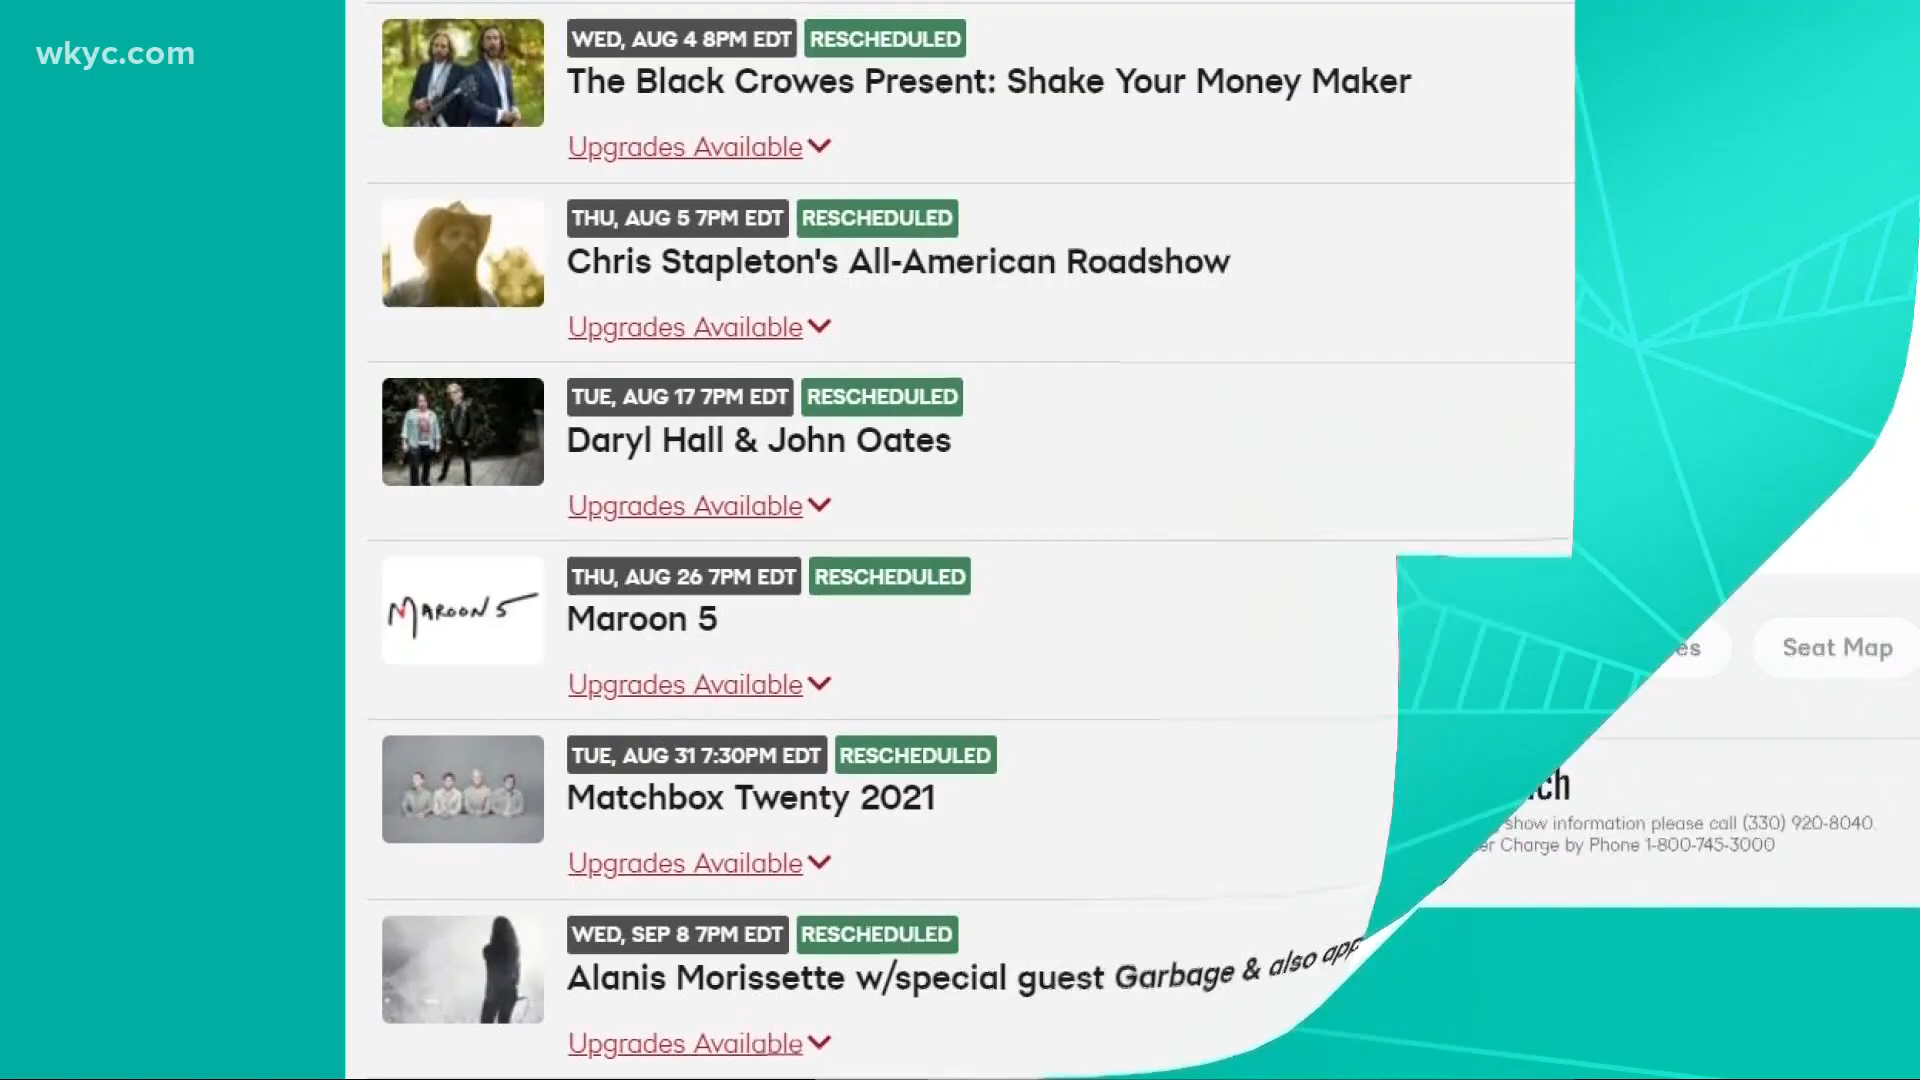 wkyc.com
WED, AUG 4 8PM EDT RESCHEDULED
The Black Crowes Present: Shake Your Money Maker
Upgrades Available
THU, AUG 5 7PM EDT RESCHEDULED
Chris Stapleton's All-American Roadshow
Upgrades Available
TUE, AUG 17 7PM EDT RESCHEDULED
Daryl Hall & John Oates
Upgrades Available
MAROON 5
THU, AUG 26 7PM EDT RESCHEDULED
Maroon 5
Upgrades Available
TUE, AUG 31 7:30PM EDT RESCHEDULED
Matchbox Twenty 2021
Upgrades Available
WED, SEP 8 7PM EDT RESCHEDULED
Alanis Morissette w/special guest Garbage & also app
Upgrades Available
Seat Map
show information please call (330) 920-8040.
Charge by Phone 1-800-745-3000